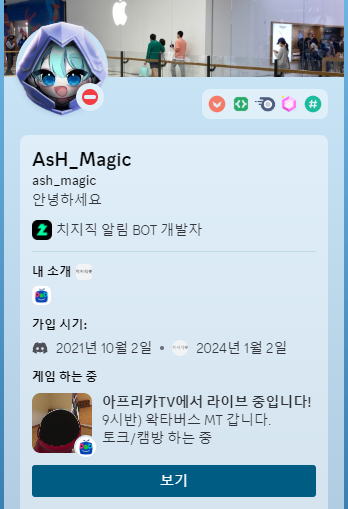 AsH_Magic
ash_magic
안녕하세요
치지직 알림 BOT 개발자
내 소개
가입 시기:
2021년 10월 2일 • 2024년 1월 2일
게임 하는 중
아프리카TV에서 라이브 중입니다!
9시반) 왁타버스 MT 갑니다.
토크/캠방 하는 중
보기